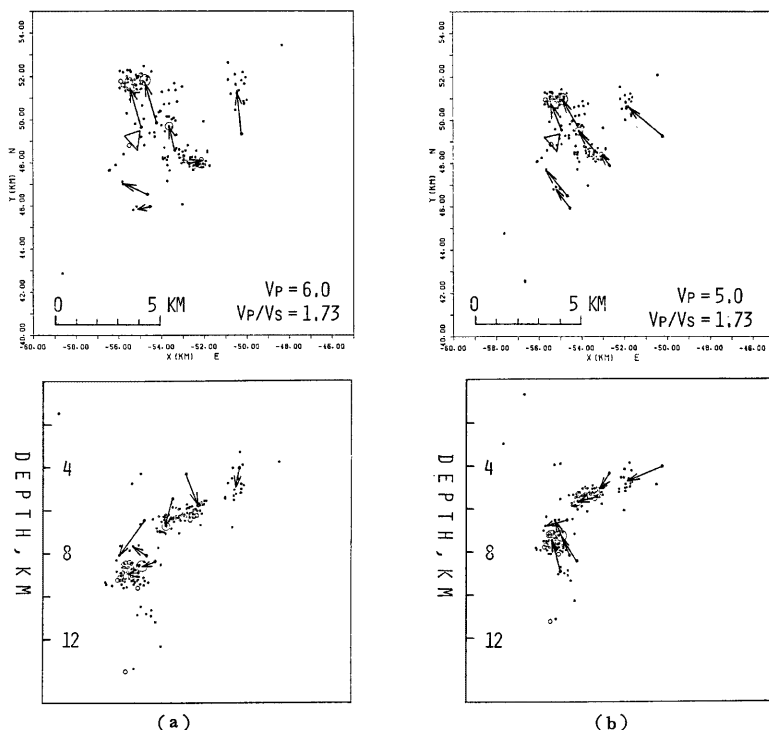 54.00
52.00
50.00
48.00
46.00
44.00
42.00
40.00
Y (KM) N
0 5 KM
VP = 6.0
VP/VS = 1.73
-60.00 -58.00 -56.00 -54.00 -52.00 -50.00 -48.00 -46.00
X (KM) E
54.00
52.00
50.00
48.00
46.00
44.00
42.00
40.00
Y (KM) N
0 5 KM
VP = 5.0
VP/VS = 1.73
-60.00 -58.00 -56.00 -54.00 -52.00 -50.00 -48.00 -46.00
X (KM) E
DEPTH, KM
4
8
12
(a)
DEPTH, KM
4
8
12
(b)